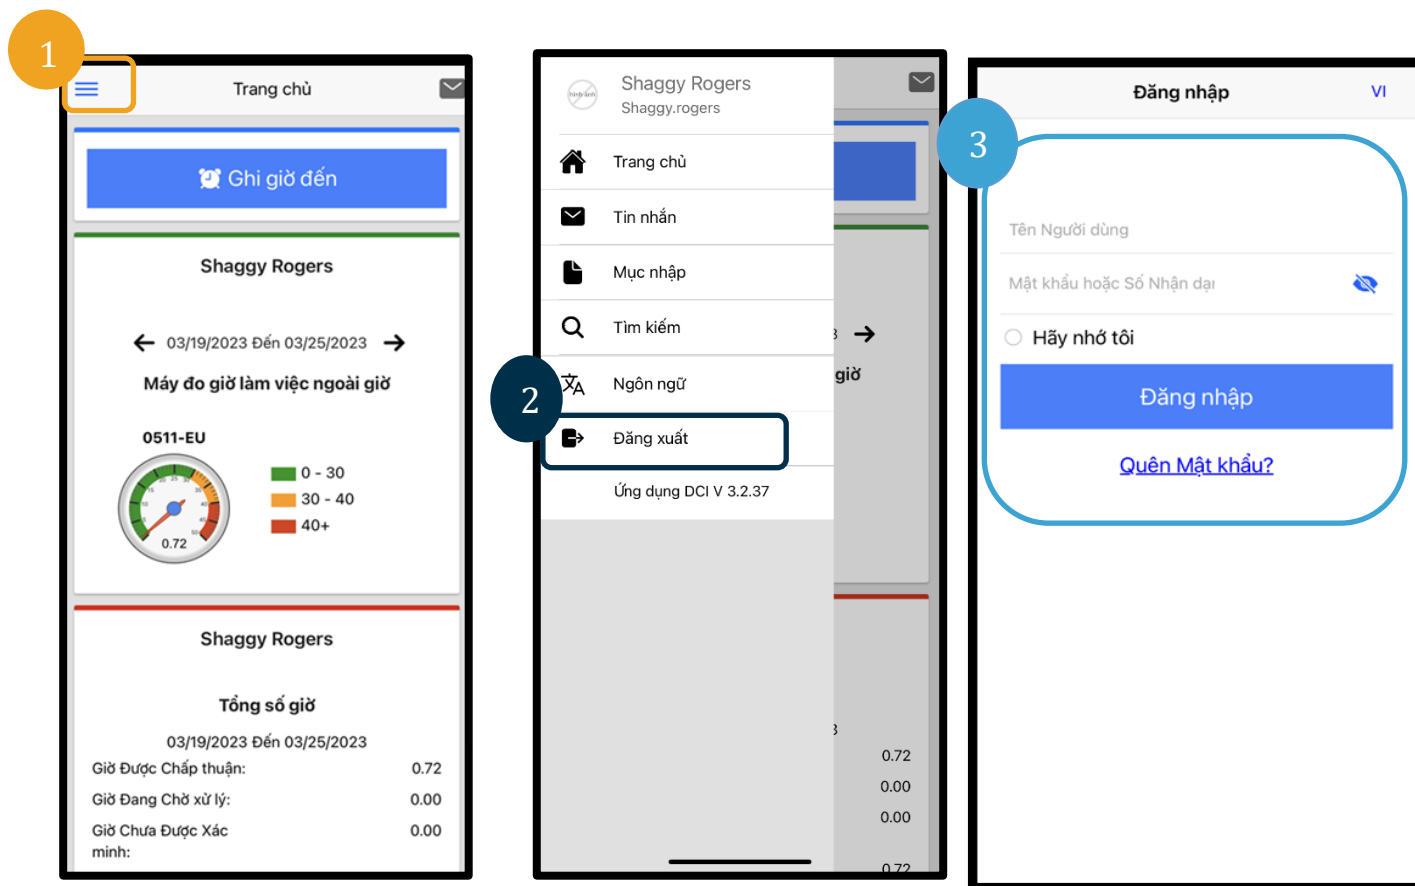 1
Trang chủ
Ghi giờ đến
Shaggy Rogers
03/19/2023 Đến 03/25/2023
Máy đo giờ làm việc ngoài giờ
0511-EU
0 - 30
30 - 40
40+
0.72
Shaggy Rogers
Tổng số giờ
03/19/2023 Đến 03/25/2023
Giờ Được Chấp thuận: 0.72
Giờ Đang Chờ xử lý: 0.00
Giờ Chưa Được Xác 0.00
minh:
Shaggy Rogers
Shaggy.rogers
Trang chủ
Tin nhắn
Mục nhập
Tìm kiếm
2
Ngôn ngữ
Đăng xuất
Ứng dụng DCI V 3.2.37
3
giờ
3
0.72
0.00
0.00
0.72
3
Đăng nhập VI
Tên Người dùng
Mật khẩu hoặc Số Nhận dạ
Hãy nhớ tôi
Đăng nhập
Quên Mật khẩu?